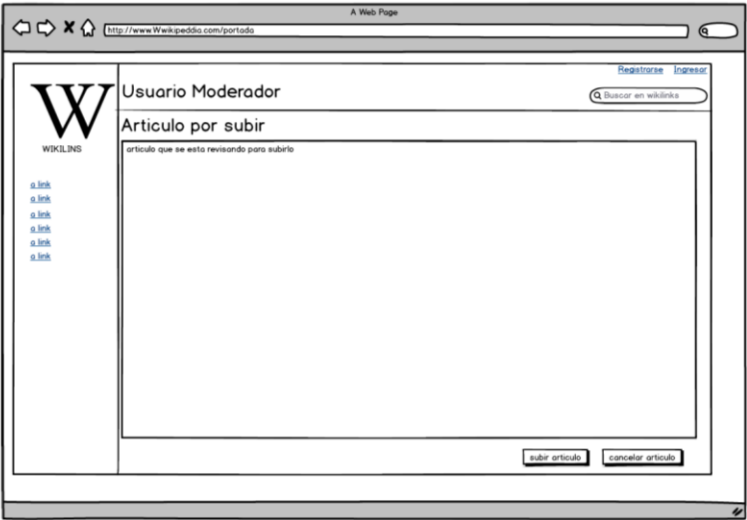 A Web Page
http://www.Wwikipeddia.com/portada
Registrarse Ingresar
W
Usuario Moderador
Buscar en wikilinks
Articulo por subir
WIKILINS
articulo que se esta revisando para subirlo
a link
a link
a link
a link
a link
a link
subir articulo cancelar articulo